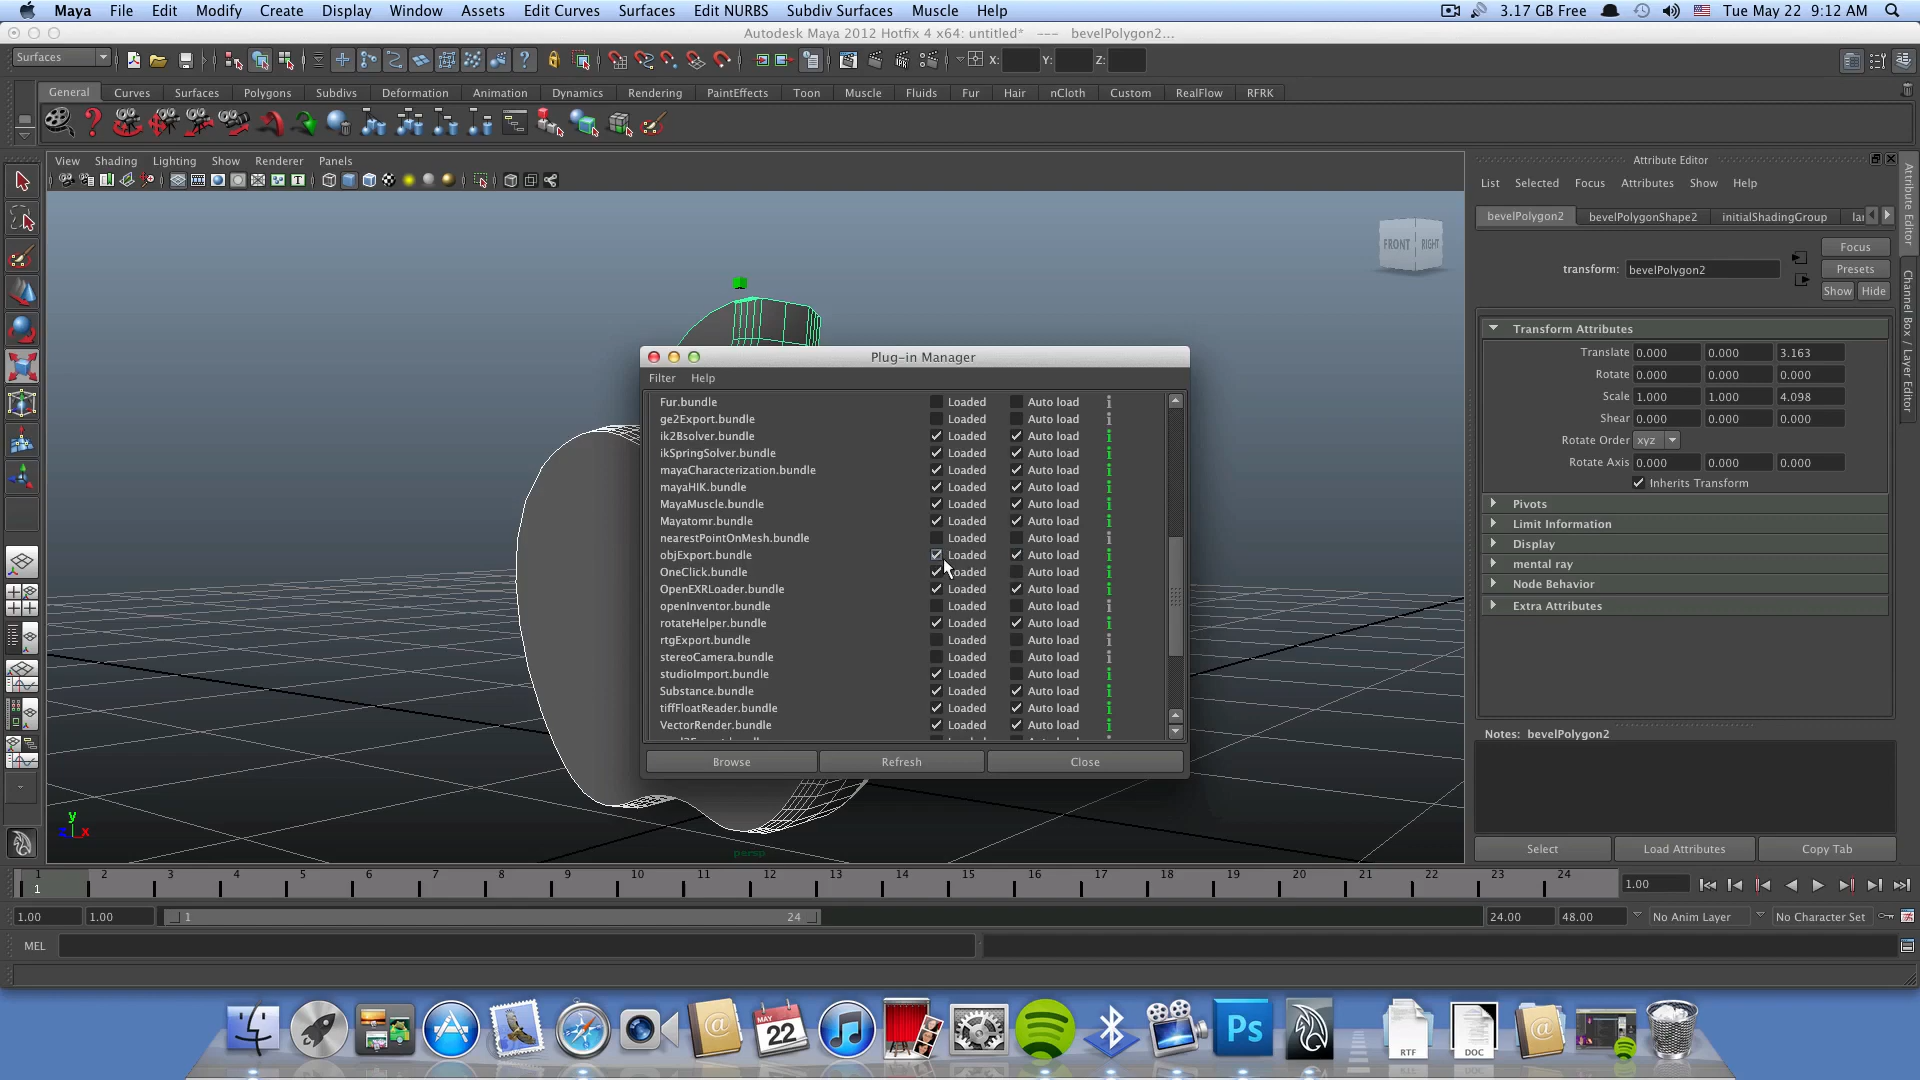 Maya File Edit Modify Create Display Window Assets Edit Curves Surfaces Edit NURBS Subdiv Surfaces Muscle Help 3.17 GB Free Tue May 22 9:12 AM
Autodesk Maya 2012 Hotfix 4 x64: untitled* --- bevelPolygon2...
Surfaces X: Y: Z:
General Curves Surfaces Polygons Subdivs Deformation Animation Dynamics Rendering PaintEffects Toon Muscle Fluids Fur Hair nCloth Custom RealFlow RFRK
View Shading Lighting Show Renderer Panels
FRONT RIGHT
Plug-in Manager
Filter Help
Fur.bundle Loaded Auto load i
ge2Export.bundle Loaded Auto load i
ik2Bsolver.bundle Loaded Auto load i
ikSpringSolver.bundle Loaded Auto load i
mayaCharacterization.bundle Loaded Auto load i
mayaHIK.bundle Loaded Auto load i
MayaMuscle.bundle Loaded Auto load i
Mayatomr.bundle Loaded Auto load i
nearestPointOnMesh.bundle Loaded Auto load i
objExport.bundle Loaded Auto load i
OneClick.bundle Loaded Auto load i
OpenEXRLoader.bundle Loaded Auto load i
openInventor.bundle Loaded Auto load i
rotateHelper.bundle Loaded Auto load i
rtgExport.bundle Loaded Auto load i
stereoCamera.bundle Loaded Auto load i
studioImport.bundle Loaded Auto load i
Substance.bundle Loaded Auto load i
tiffFloatReader.bundle Loaded Auto load i
VectorRender.bundle Loaded Auto load i
Browse Refresh Close
y
z x
persp
Attribute Editor
List Selected Focus Attributes Show Help
bevelPolygon2 bevelPolygonShape2 initialShadingGroup la
Focus
transform: bevelPolygon2 Presets
Show Hide
Transform Attributes
Translate 0.000 0.000 3.163
Rotate 0.000 0.000 0.000
Scale 1.000 1.000 4.098
Shear 0.000 0.000 0.000
Rotate Order xyz
Rotate Axis 0.000 0.000 0.000
Inherits Transform
Pivots
Limit Information
Display
mental ray
Node Behavior
Extra Attributes
Notes: bevelPolygon2
Select Load Attributes Copy Tab
Attribute Editor
Channel Box / Layer Editor
1 2 3 4 5 6 7 8 9 10 11 12 13 14 15 16 17 18 19 20 21 22 23 24
1 1.00
1.00 1.00 1 24 24.00 48.00 No Anim Layer No Character Set
MEL
MAY
22
Ps
RTF DOC